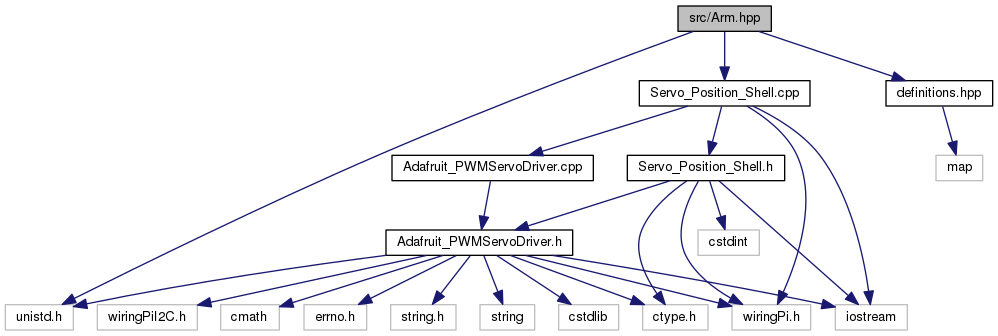 src/Arm.hpp
Servo_Position_Shell.cpp
definitions.hpp
Adafruit_PWMServoDriver.cpp
Servo_Position_Shell.h
map
Adafruit_PWMServoDriver.h
cstdint
unistd.h
wiringPiI2C.h
cmath
errno.h
string.h
string
cstdlib
ctype.h
wiringPi.h
iostream